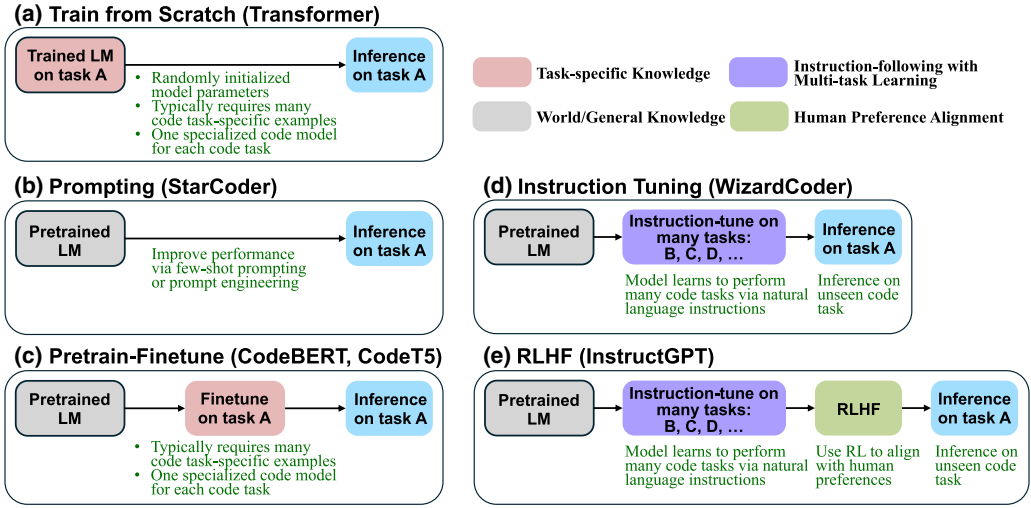 (a) Train from Scratch (Transformer)
Trained LM
on task A
Inference
on task A
• Randomly initialized
model parameters
• Typically requires many
code task-specific examples
• One specialized code model
for each code task
Task-specific Knowledge
Instruction-following with
Multi-task Learning
World/General Knowledge
Human Preference Alignment
(b) Prompting (StarCoder)
Pretrained
LM
Inference
on task A
Improve performance
via few-shot prompting
or prompt engineering
(d) Instruction Tuning (WizardCoder)
Pretrained
LM
Instruction-tune on
many tasks:
B, C, D, ...
Inference
on task A
Model learns to perform
many code tasks via natural
language instructions
Inference on
unseen code
task
(c) Pretrain-Finetune (CodeBERT, CodeT5)
Pretrained
LM
Finetune
on task A
Inference
on task A
• Typically requires many
code task-specific examples
• One specialized code model
for each code task
(e) RLHF (InstructGPT)
Pretrained
LM
Instruction-tune on
many tasks:
B, C, D, ...
RLHF
Inference
on task A
Model learns to perform
many code tasks via natural
language instructions
Use RL to align
with human
preferences
Inference on
unseen code
task